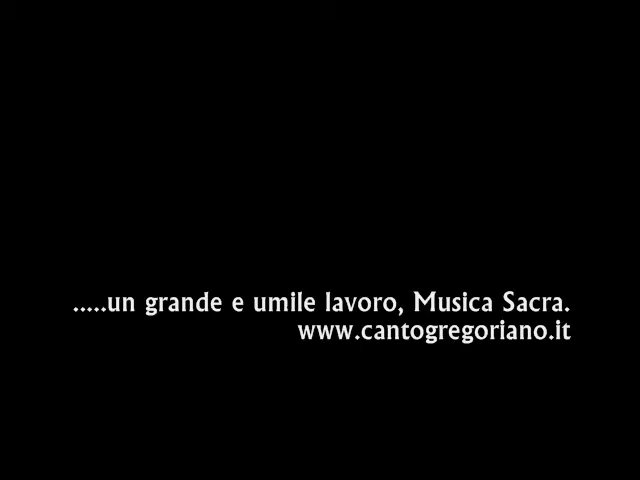 .....un grande e umile lavoro, Musica Sacra.
www.cantogregoriano.it